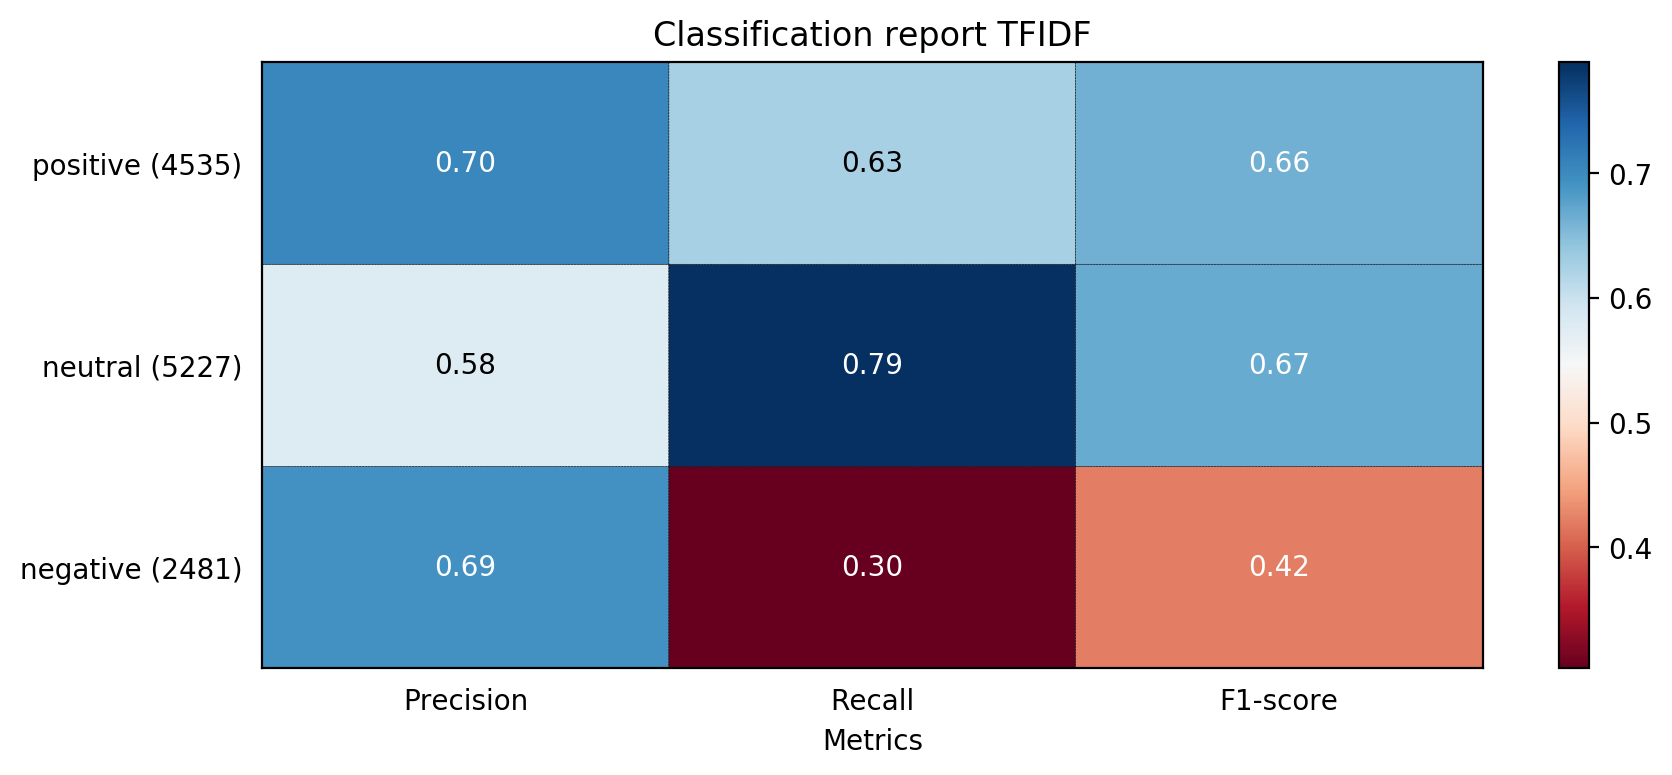 Classification report TFIDF
positive (4535)
0.70
0.63
0.66
neutral (5227)
0.58
0.79
0.67
negative (2481)
0.69
0.30
0.42
Precision
Recall
F1-score
Metrics
0.7
0.6
0.5
0.4